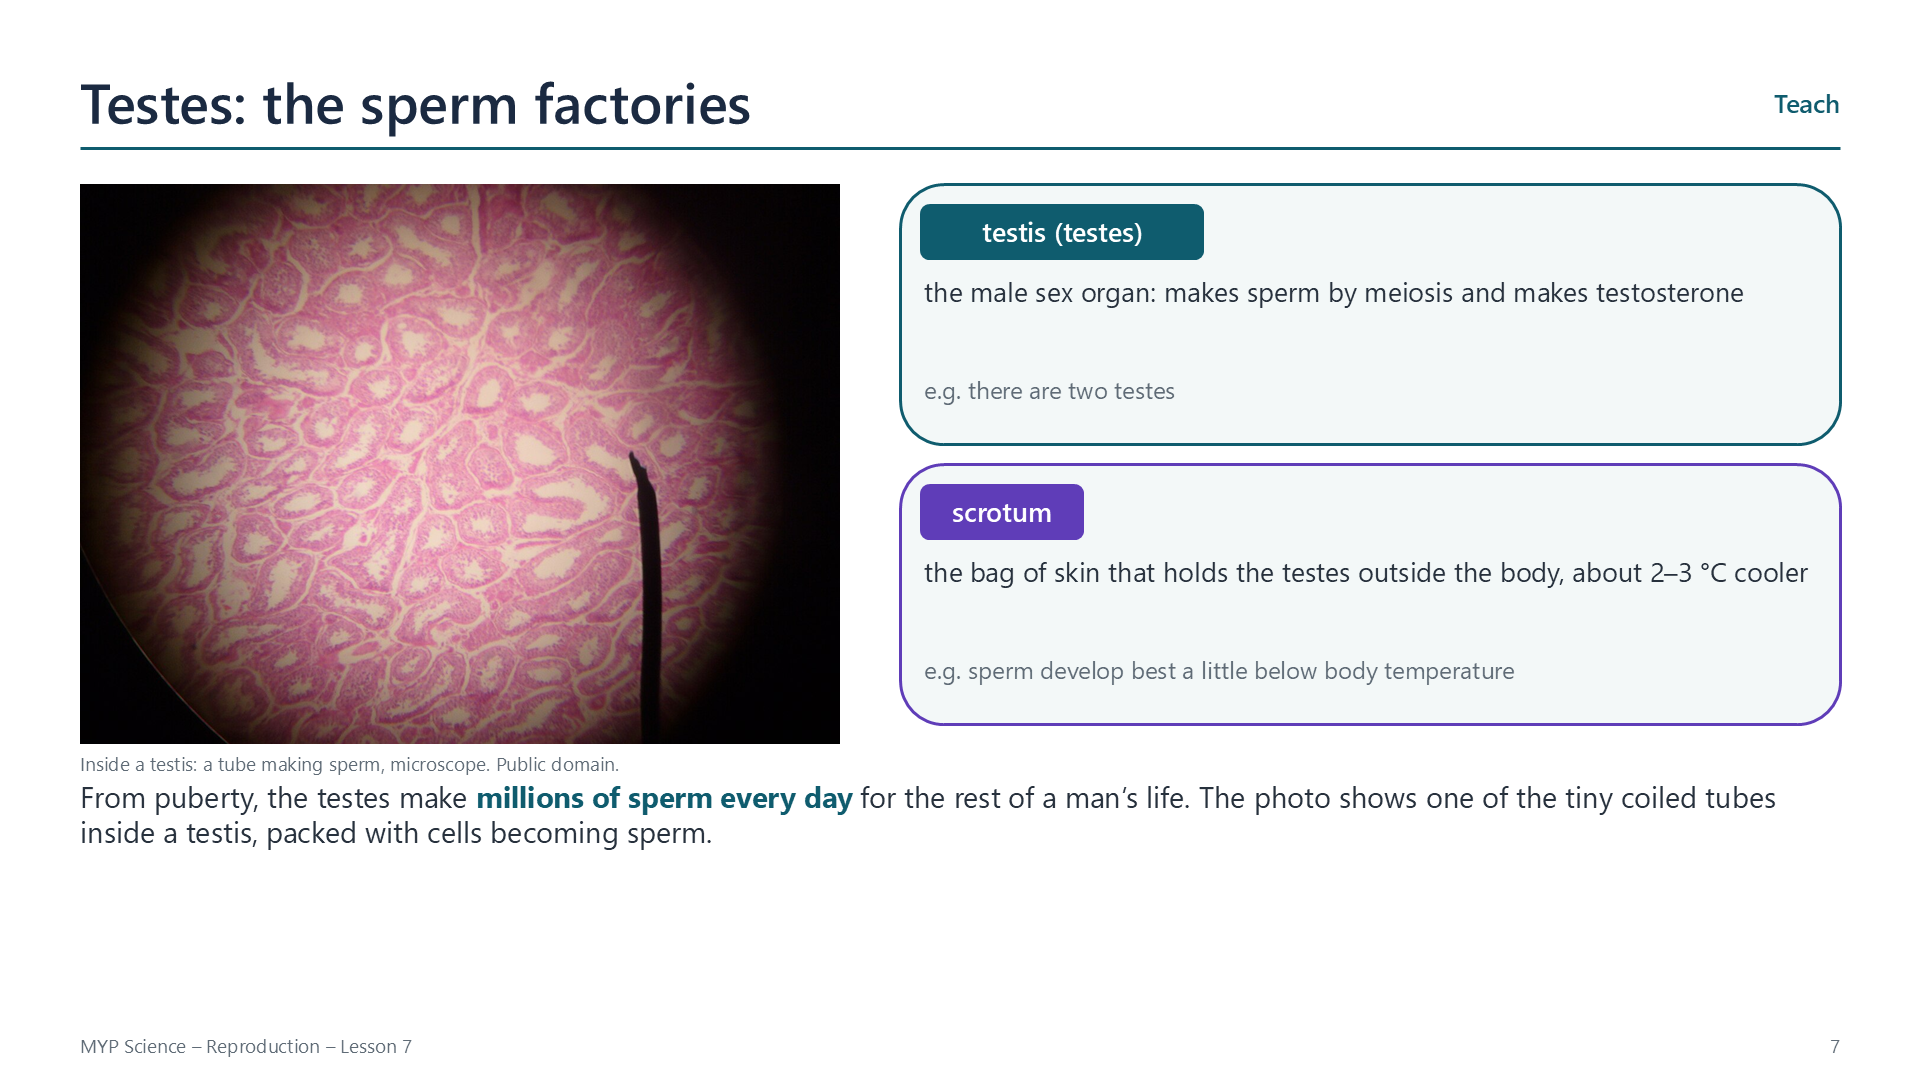 Testes: the sperm factories
Teach
testis (testes)
the male sex organ: makes sperm by meiosis and makes testosterone
e.g. there are two testes
scrotum
the bag of skin that holds the testes outside the body, about 2–3 °C cooler
e.g. sperm develop best a little below body temperature
Inside a testis: a tube making sperm, microscope. Public domain.
From puberty, the testes make millions of sperm every day for the rest of a man’s life. The photo shows one of the tiny coiled tubes
inside a testis, packed with cells becoming sperm.
MYP Science – Reproduction – Lesson 7
7